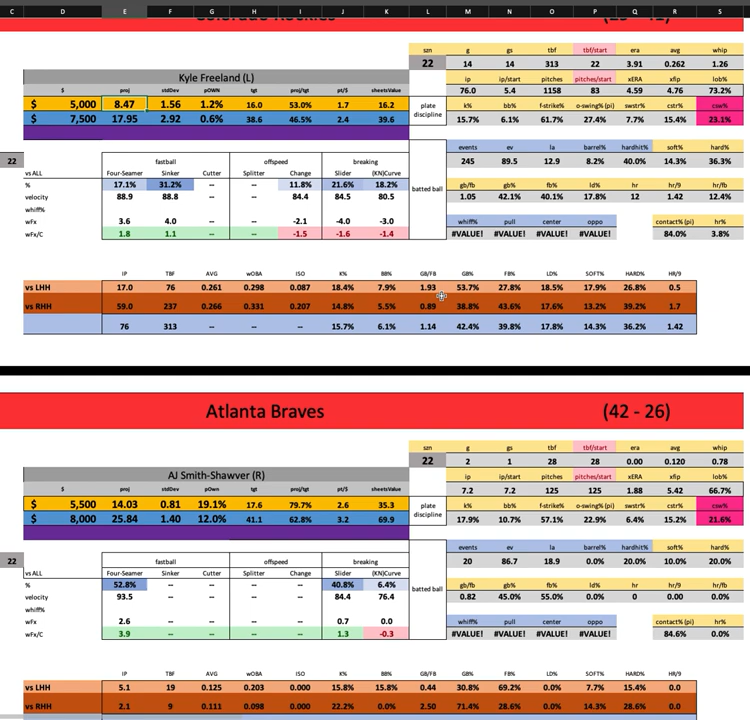 C D E F G H I J K L M N O P Q R S
szn g gs tbf tbf/start era avg whip
22 14 14 313 22 3.91 0.262 1.26
Kyle Freeland (L) ip ip/start pitches pitches/start xERA xfip lob%
76.0 5.4 1158 83 4.59 4.76 73.2%
$ proj stdDev pOWN tgt proj/tgt pt/$ sheetsValue
$ 5,000 8.47 1.56 1.2% 16.0 53.0% 1.7 16.2 plate discipline k% bb% f-strike% o-swing% (pi) swstr% cstr% csw%
$ 7,500 17.95 2.92 0.6% 38.6 46.5% 2.4 39.6 15.7% 6.1% 61.7% 27.4% 7.7% 15.4% 23.1%
events ev la barrel% hardhit% soft% hard%
22 fastball offspeed breaking 245 89.5 12.9 8.2% 40.0% 14.3% 36.3%
vs ALL Four-Seamer Sinker Cutter Splitter Change Slider (KN)Curve
% 17.1% 31.2% -- -- 11.8% 21.6% 18.2% batted ball gb/fb gb% fb% ld% hr hr/9 hr/fb
velocity 88.9 88.8 -- -- 84.4 84.5 80.5 1.05 42.1% 40.1% 17.8% 12 1.42 12.4%
whiff%
wFx 3.6 4.0 -- -- -2.1 -4.0 -3.0 whiff% pull center oppo contact% (pi) hr%
wFx/C 1.8 1.1 -- -- -1.5 -1.6 -1.4 #VALUE! #VALUE! #VALUE! #VALUE! 84.0% 3.8%
IP TBF AVG wOBA ISO K% BB% GB/FB GB% FB% LD% SOFT% HARD% HR/9
vs LHH 17.0 76 0.261 0.298 0.087 18.4% 7.9% 1.93 53.7% 27.8% 18.5% 17.9% 26.8% 0.5
vs RHH 59.0 237 0.266 0.331 0.207 14.8% 5.5% 0.89 38.8% 43.6% 17.6% 13.2% 39.2% 1.7
76 313 -- -- -- 15.7% 6.1% 1.14 42.4% 39.8% 17.8% 14.3% 36.2% 1.42
Atlanta Braves (42 - 26)
szn g gs tbf tbf/start era avg whip
22 2 1 28 28 0.00 0.120 0.78
AJ Smith-Shawver (R) ip ip/start pitches pitches/start xERA xfip lob%
7.2 7.2 125 125 1.88 5.42 66.7%
$ proj stdDev pOwn tgt proj/tgt pt/$ sheetsValue
$ 5,500 14.03 0.81 19.1% 17.6 79.7% 2.6 35.3 plate discipline k% bb% f-strike% o-swing% (pi) swstr% cstr% csw%
$ 8,000 25.84 1.40 12.0% 41.1 62.8% 3.2 69.9 17.9% 10.7% 57.1% 22.9% 6.4% 15.2% 21.6%
events ev la barrel% hardhit% soft% hard%
22 fastball offspeed breaking 20 86.7 18.9 0.0% 20.0% 10.0% 20.0%
vs ALL Four-Seamer Sinker Cutter Splitter Change Slider (KN)Curve
% 52.8% -- -- -- -- 40.8% 6.4% batted ball gb/fb gb% fb% ld% hr hr/9 hr/fb
velocity 93.5 -- -- -- -- 84.4 76.4 0.82 45.0% 55.0% 0.0% 0 0.00 0.0%
whiff%
wFx 2.6 -- -- -- -- 0.7 0.0 whiff% pull center oppo contact% (pi) hr%
wFx/C 3.9 -- -- -- -- 1.3 -0.3 #VALUE! #VALUE! #VALUE! #VALUE! 84.6% 0.0%
IP TBF AVG wOBA ISO K% BB% GB/FB GB% FB% LD% SOFT% HARD% HR/9
vs LHH 5.1 19 0.125 0.203 0.000 15.8% 15.8% 0.44 30.8% 69.2% 0.0% 7.7% 15.4% 0.0
vs RHH 2.1 9 0.111 0.098 0.000 22.2% 0.0% 2.50 71.4% 28.6% 0.0% 14.3% 28.6% 0.0